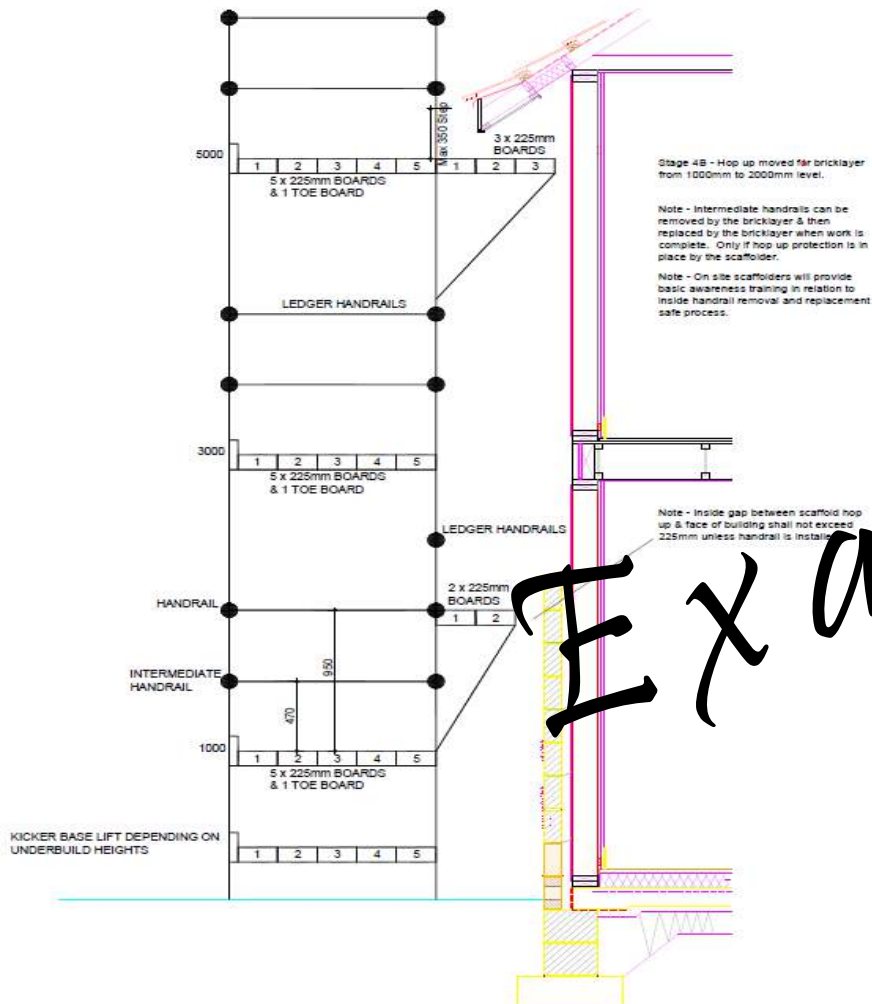 5000
1 2 3 4 5
5 x 225mm BOARDS
& 1 TOE BOARD
Max 350 Step
3 x 225mm
BOARDS
1 2 3
Stage 4B - Hop up moved for bricklayer
from 1000mm to 2000mm level.
Note - Intermediate handrails can be
removed by the bricklayer & then
replaced by the bricklayer when work is
complete. Only if hop up protection is in
place by the scaffolder.
Note - On site scaffolders will provide
basic awareness training in relation to
inside handrail removal and replacement
safe process.
LEDGER HANDRAILS
3000
1 2 3 4 5
5 x 225mm BOARDS
& 1 TOE BOARD
LEDGER HANDRAILS
Note - Inside gap between scaffold hop
up & face of building shall not exceed
225mm unless handrail is
2 x 225mm
BOARDS
1 2
HANDRAIL
950
INTERMEDIATE
HANDRAIL
470
1000
1 2 3 4 5
5 x 225mm BOARDS
& 1 TOE BOARD
KICKER BASE LIFT DEPENDING ON
UNDERBUILD HEIGHTS
1 2 3 4 5
Exa